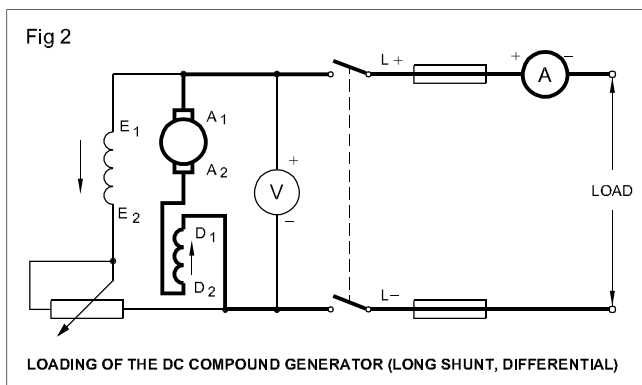 Fig 2
L +
+
–
A
E1
A1
A2
E2
+
V
–
D1
D2
LOAD
L–
LOADING OF THE DC COMPOUND GENERATOR (LONG SHUNT, DIFFERENTIAL)